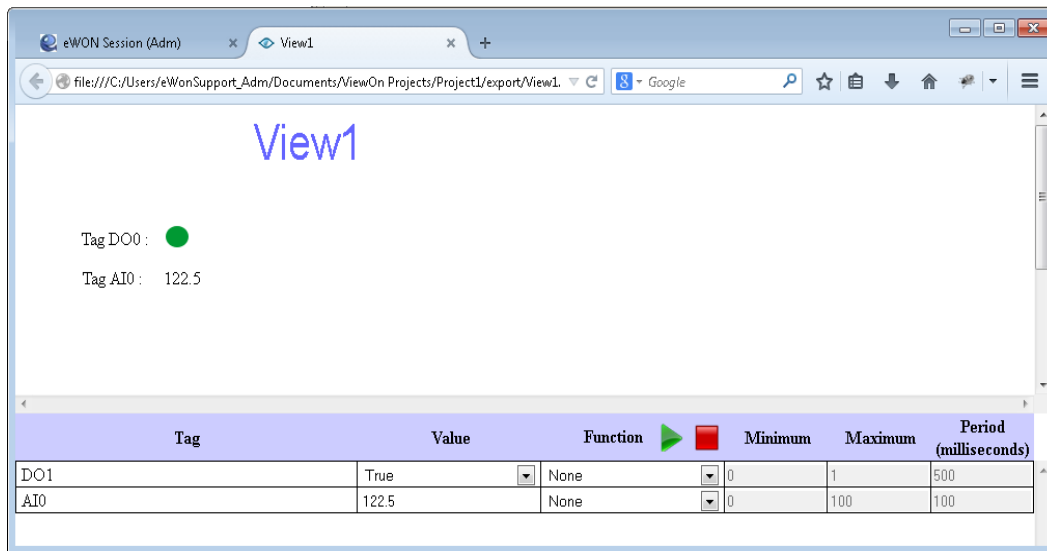 eWON Session (Adm)
View1
file:///C:/Users/eWonSupport_Adm/Documents/ViewOn Projects/Project1/export/View1.
Google
View1
Tag DO0 :
Tag AI0 : 122.5
Tag Value Function Minimum Maximum Period (milliseconds)
DO1 True None 0 1 500
AI0 122.5 None 0 100 100